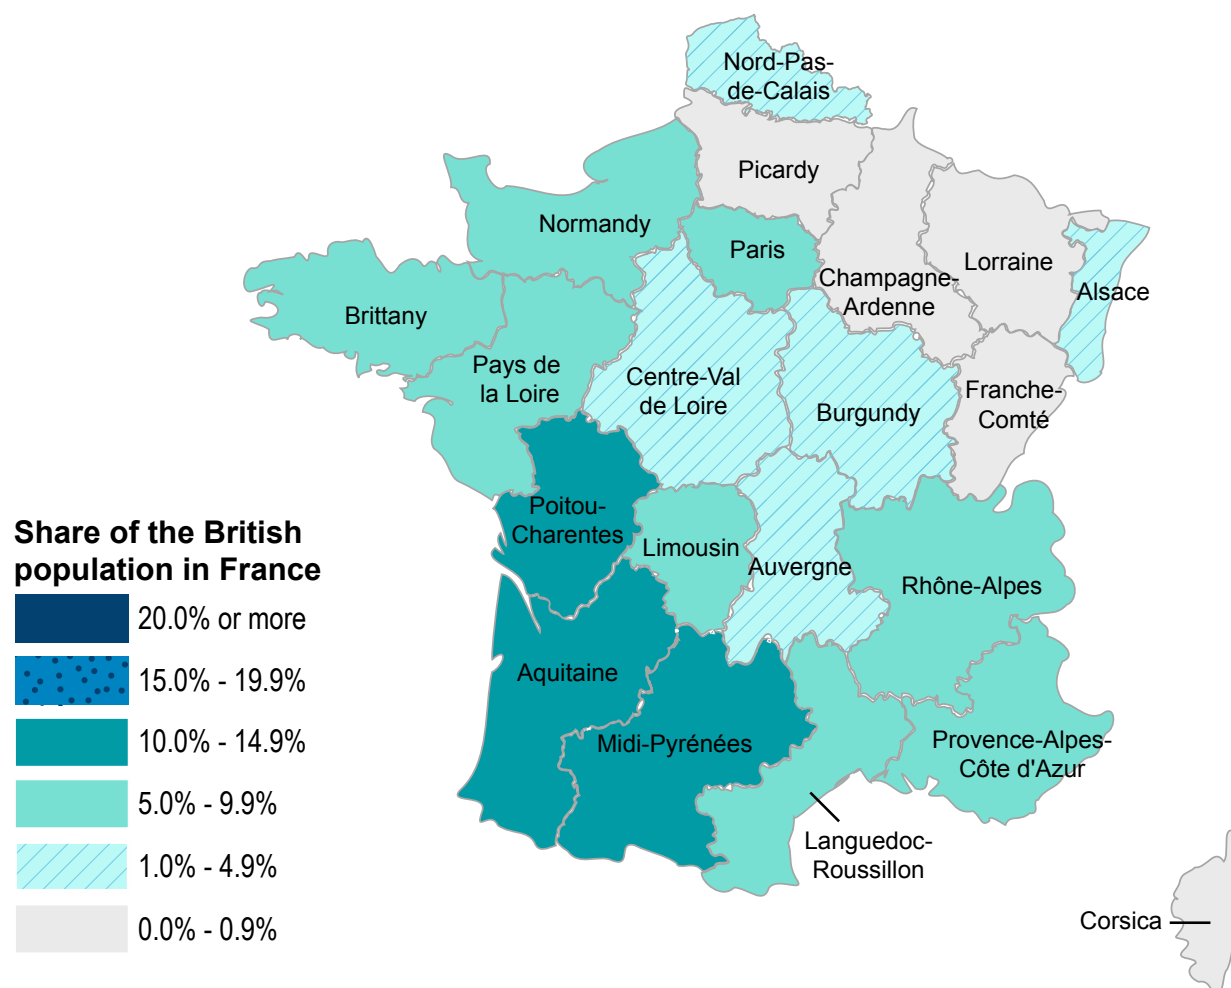 Nord-Pas-
de-Calais
Picardy
Normandy
Paris
Champagne-
Ardenne
Lorraine
Alsace
Brittany
Pays de
la Loire
Centre-Val
de Loire
Burgundy
Franche-
Comté
Poitou-
Charentes
Limousin
Auvergne
Rhône-Alpes
Aquitaine
Midi-Pyrénées
Provence-Alpes-
Côte d'Azur
Languedoc-
Roussillon
Corsica
Share of the British
population in France
20.0% or more
15.0% - 19.9%
10.0% - 14.9%
5.0% - 9.9%
1.0% - 4.9%
0.0% - 0.9%